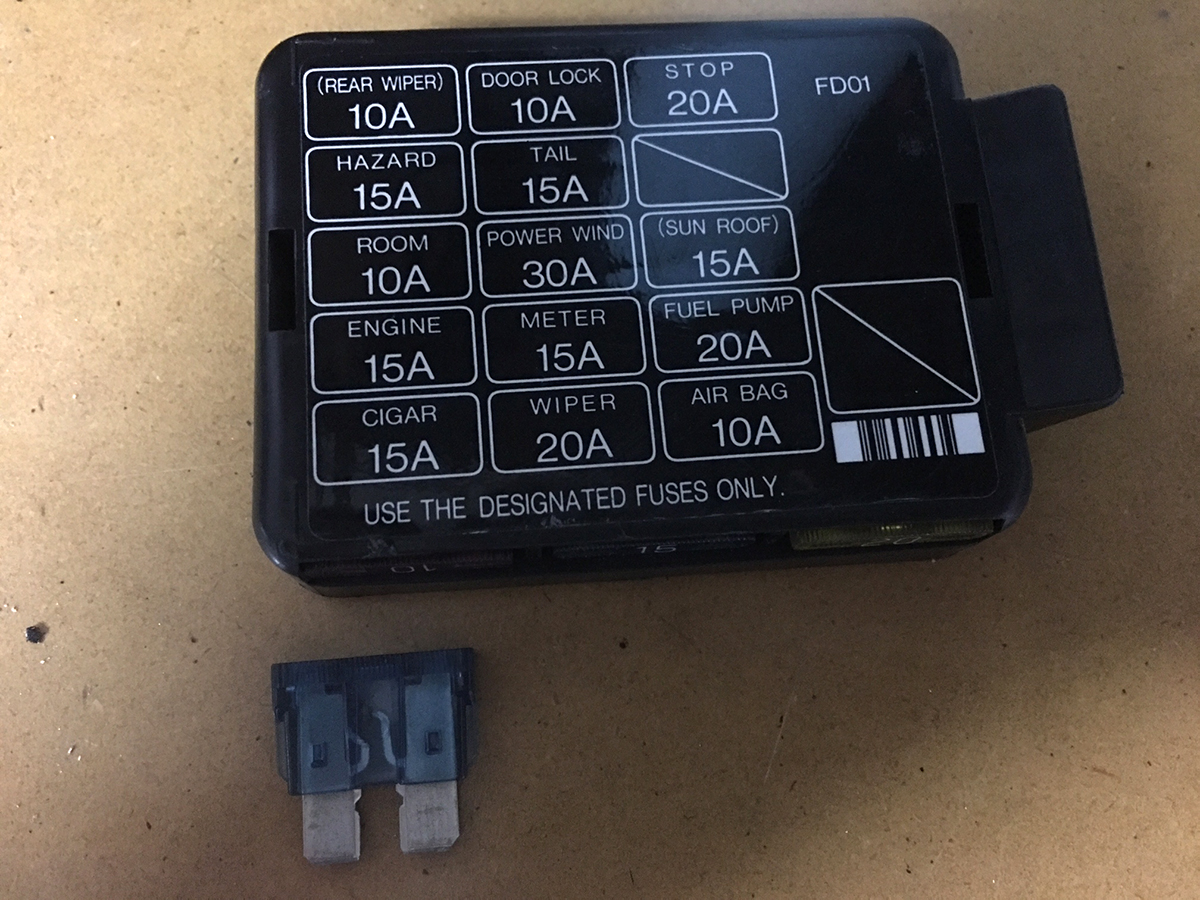 (REAR WIPER) DOOR LOCK STOP FD01
10A 10A 20A
HAZARD TAIL
15A 15A
ROOM POWER WIND (SUN ROOF)
10A 30A 15A
ENGINE METER FUEL PUMP
15A 15A 20A
CIGAR WIPER AIR BAG
15A 20A 10A
USE THE DESIGNATED FUSES ONLY.
10 15